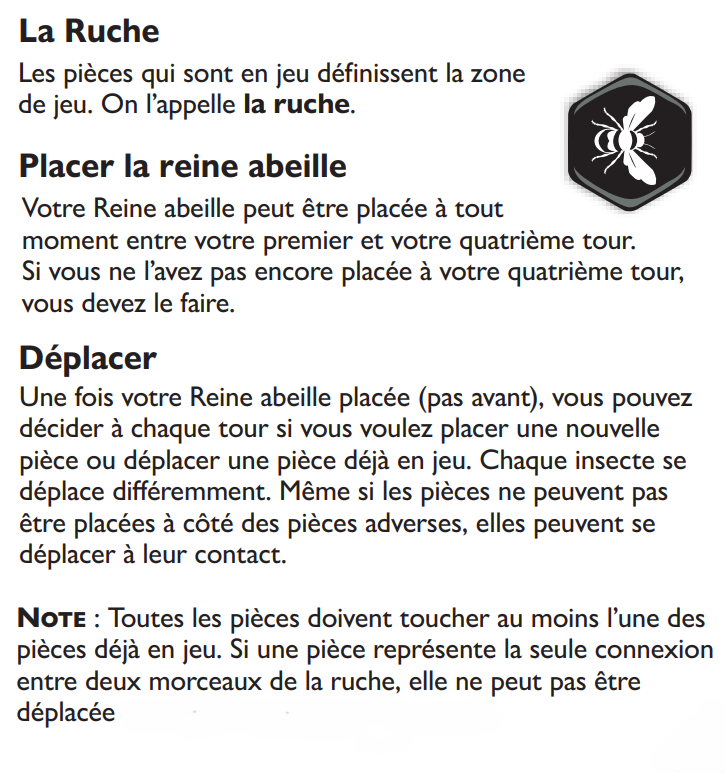 La Ruche
Les pièces qui sont en jeu définissent la zone
de jeu. On l’appelle la ruche.
Placer la reine abeille
Votre Reine abeille peut être placée à tout
moment entre votre premier et votre quatrième tour.
Si vous ne l’avez pas encore placée à votre quatrième tour,
vous devez le faire.
Déplacer
Une fois votre Reine abeille placée (pas avant), vous pouvez
décider à chaque tour si vous voulez placer une nouvelle
pièce ou déplacer une pièce déjà en jeu. Chaque insecte se
déplace différemment. Même si les pièces ne peuvent pas
être placées à côté des pièces adverses, elles peuvent se
déplacer à leur contact.
NOTE : Toutes les pièces doivent toucher au moins l’une des
pièces déjà en jeu. Si une pièce représente la seule connexion
entre deux morceaux de la ruche, elle ne peut pas être
déplacée